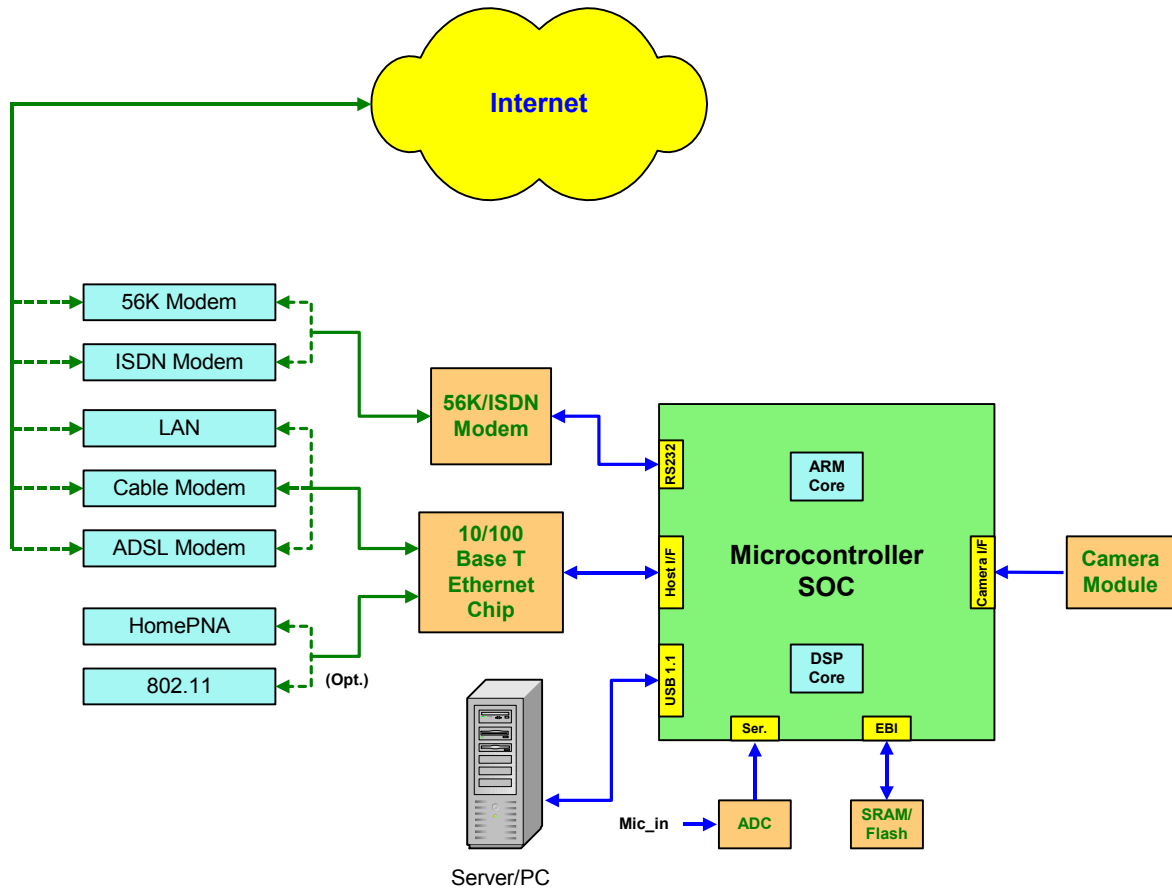 Internet
56K Modem
ISDN Modem
LAN
Cable Modem
ADSL Modem
HomePNA
802.11
(Opt.)
56K/ISDN
Modem
10/100
Base T
Ethernet
Chip
RS232
Host I/F
USB 1.1
ARM
Core
Microcontroller
SOC
DSP
Core
Camera I/F
Camera
Module
Ser.
EBI
Mic_in
ADC
SRAM/
Flash
Server/PC